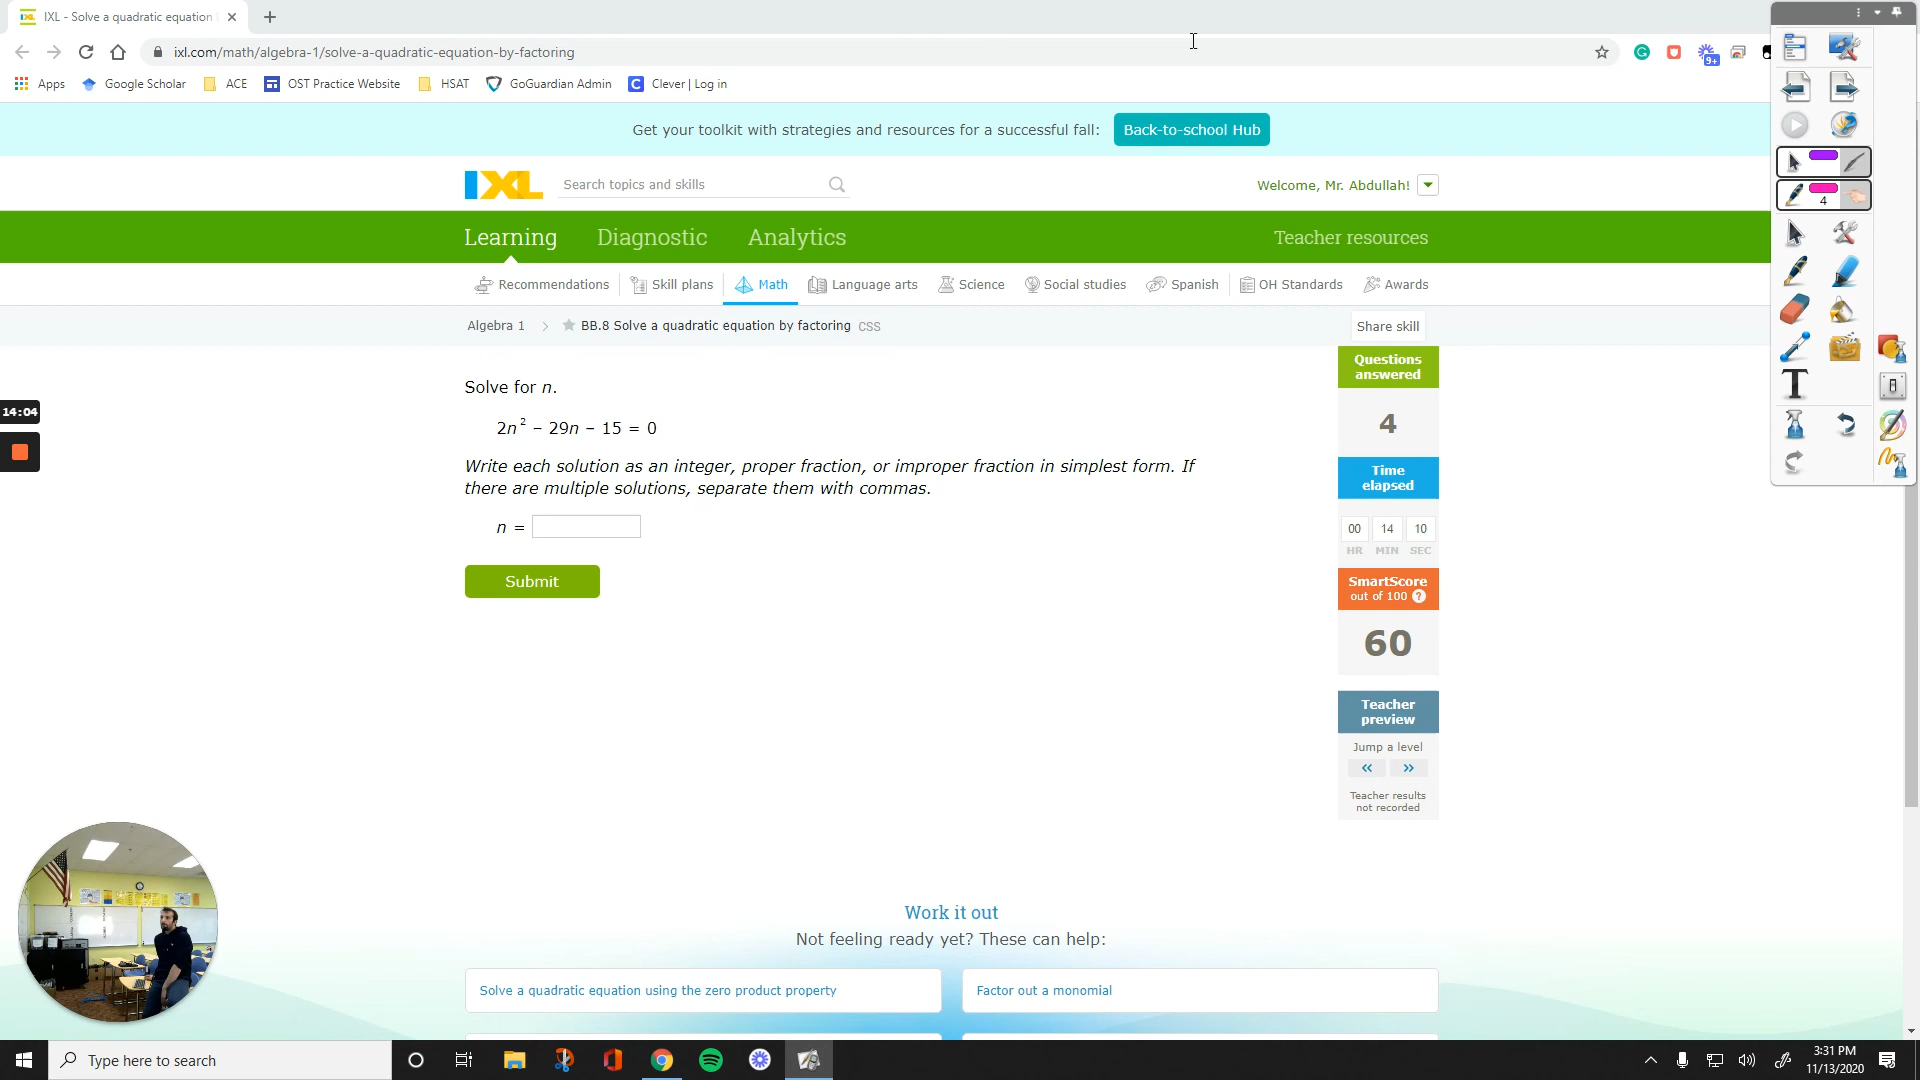 IXL - Solve a quadratic equation
ixl.com/math/algebra-1/solve-a-quadratic-equation-by-factoring
9+
Apps Google Scholar ACE OST Practice Website HSAT GoGuardian Admin Clever | Log in
Get your toolkit with strategies and resources for a successful fall: Back-to-school Hub
IXL Search topics and skills Welcome, Mr. Abdullah!
4
Learning Diagnostic Analytics Teacher resources
Recommendations Skill plans Math Language arts Science Social studies Spanish OH Standards Awards
Algebra 1 > BB.8 Solve a quadratic equation by factoring CSS Share skill
Questions
answered
4
Solve for n.
14:04
2n² − 29n − 15 = 0
Write each solution as an integer, proper fraction, or improper fraction in simplest form. If
there are multiple solutions, separate them with commas.
n =
Submit
Time
elapsed
00 14 10
HR MIN SEC
SmartScore
out of 100 ?
60
Teacher
preview
Jump a level
Teacher results
not recorded
T
Work it out
Not feeling ready yet? These can help:
Solve a quadratic equation using the zero product property Factor out a monomial
Type here to search
3:31 PM
11/13/2020